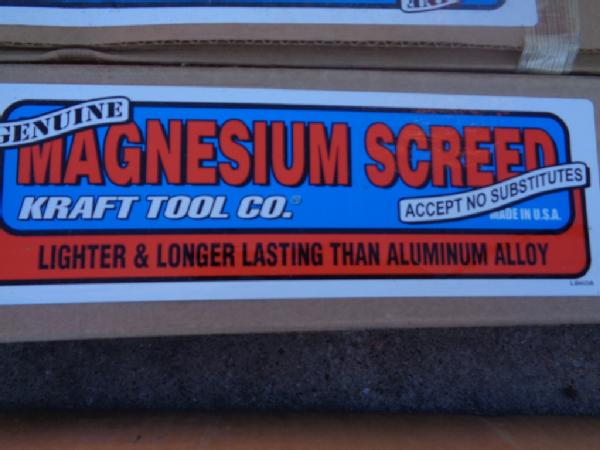 GENUINE
MAGNESIUM SCREED
KRAFT TOOL CO.®
ACCEPT NO SUBSTITUTES
MADE IN U.S.A.
LIGHTER & LONGER LASTING THAN ALUMINUM ALLOY